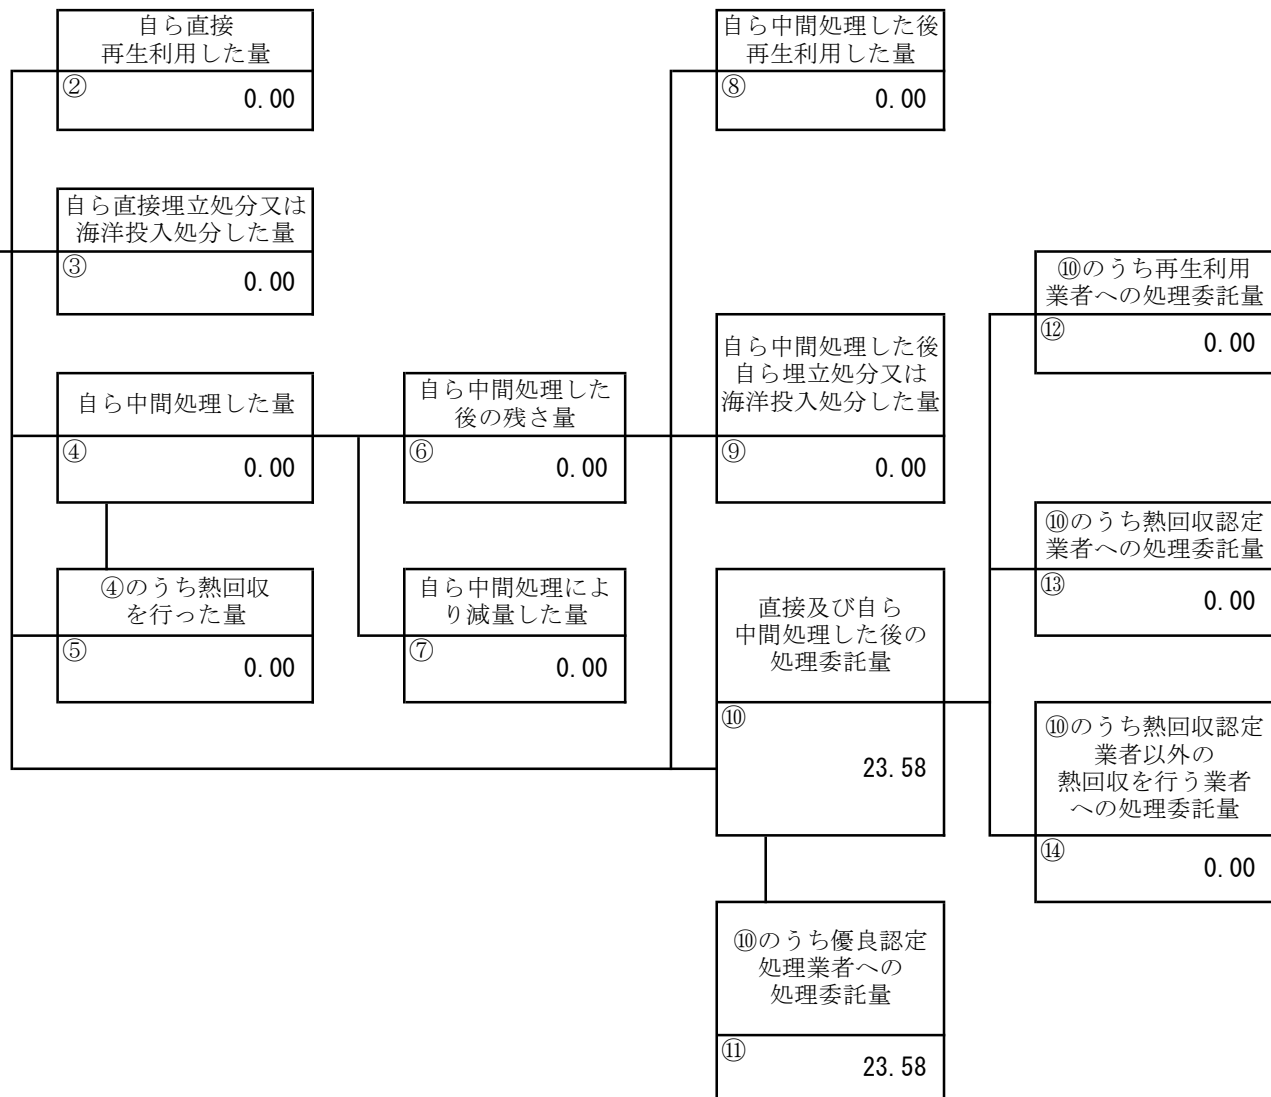 自ら直接
再生利用した量
②
0.00
自ら直接埋立処分又は
海洋投入処分した量
③
0.00
自ら中間処理した量
④
0.00
④のうち熱回収
を行った量
⑤
0.00
自ら中間処理した
後の残さ量
⑥
0.00
自ら中間処理によ
り減量した量
⑦
0.00
自ら中間処理した後
再生利用した量
⑧
0.00
自ら中間処理した後
自ら埋立処分又は
海洋投入処分した量
⑨
0.00
直接及び自ら
中間処理した後の
処理委託量
⑩
23.58
⑩のうち優良認定
処理業者への
処理委託量
⑪
23.58
⑩のうち再生利用
業者への処理委託量
⑫
0.00
⑩のうち熱回収認定
業者への処理委託量
⑬
0.00
⑩のうち熱回収認定
業者以外の
熱回収を行う業者
への処理委託量
⑭
0.00